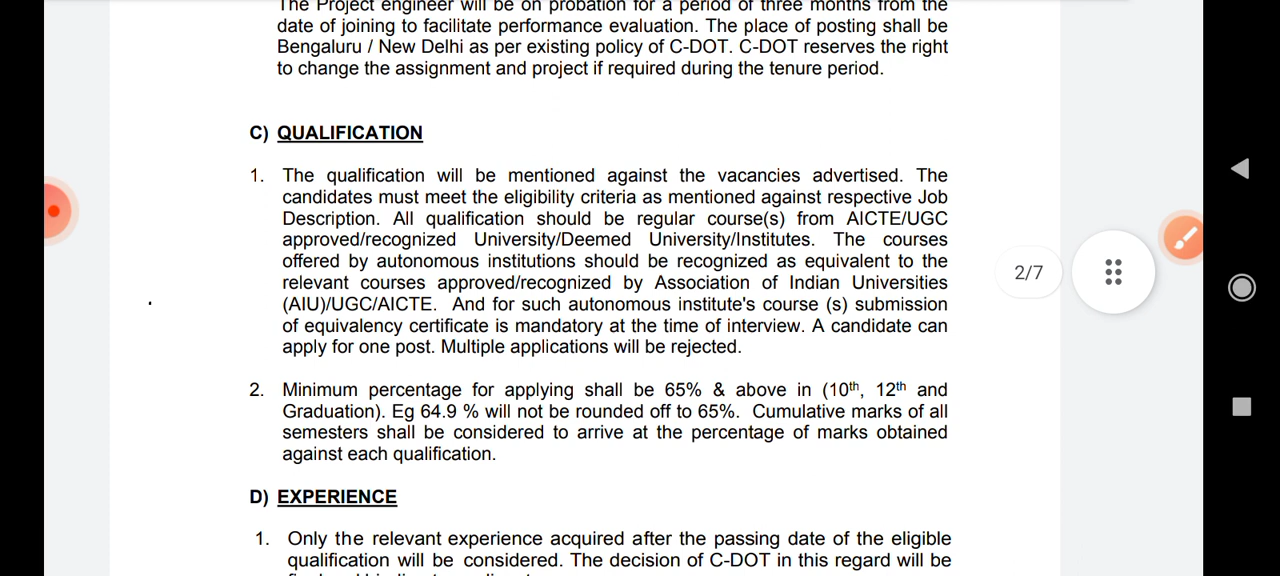 The Project engineer will be on probation for a period of three months from the
date of joining to facilitate performance evaluation. The place of posting shall be
Bengaluru / New Delhi as per existing policy of C-DOT. C-DOT reserves the right
to change the assignment and project if required during the tenure period.
C) QUALIFICATION
1. The qualification will be mentioned against the vacancies advertised. The
candidates must meet the eligibility criteria as mentioned against respective Job
Description. All qualification should be regular course(s) from AICTE/UGC
approved/recognized University/Deemed University/Institutes. The courses
offered by autonomous institutions should be recognized as equivalent to the
relevant courses approved/recognized by Association of Indian Universities
(AIU)/UGC/AICTE. And for such autonomous institute's course (s) submission
of equivalency certificate is mandatory at the time of interview. A candidate can
apply for one post. Multiple applications will be rejected.
2/7
2. Minimum percentage for applying shall be 65% & above in (10th, 12th and
Graduation). Eg 64.9 % will not be rounded off to 65%. Cumulative marks of all
semesters shall be considered to arrive at the percentage of marks obtained
against each qualification.
D) EXPERIENCE
1. Only the relevant experience acquired after the passing date of the eligible
qualification will be considered. The decision of C-DOT in this regard will be